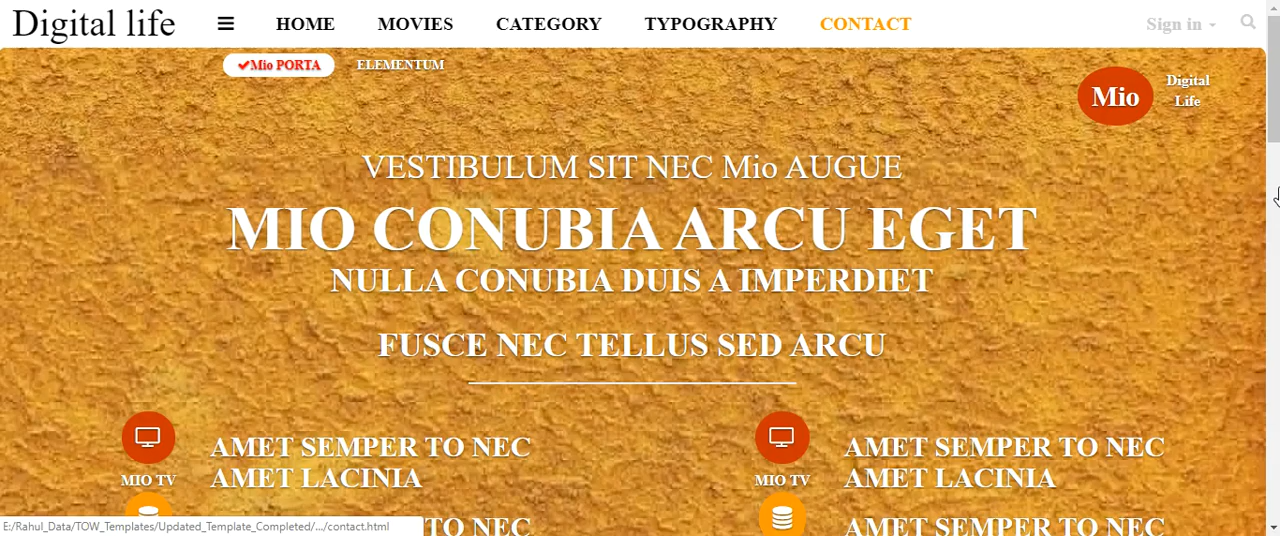 Digital life
HOME MOVIES CATEGORY TYPOGRAPHY CONTACT Sign in
Mio PORTA ELEMENTUM
Mio
Digital
Life
VESTIBULUM SIT NEC Mio AUGUE
MIO CONUBIA ARCU EGET
NULLA CONUBIA DUIS A IMPERDIET
FUSCE NEC TELLUS SED ARCU
AMET SEMPER TO NEC
AMET LACINIA
MIO TV
AMET SEMPER TO NEC
AMET LACINIA
MIO TV
TO NEC
AMET SEMPER TO NEC
E:/Rahul_Data/TOW_Templates/Updated_Template_Completed/.../contact.html